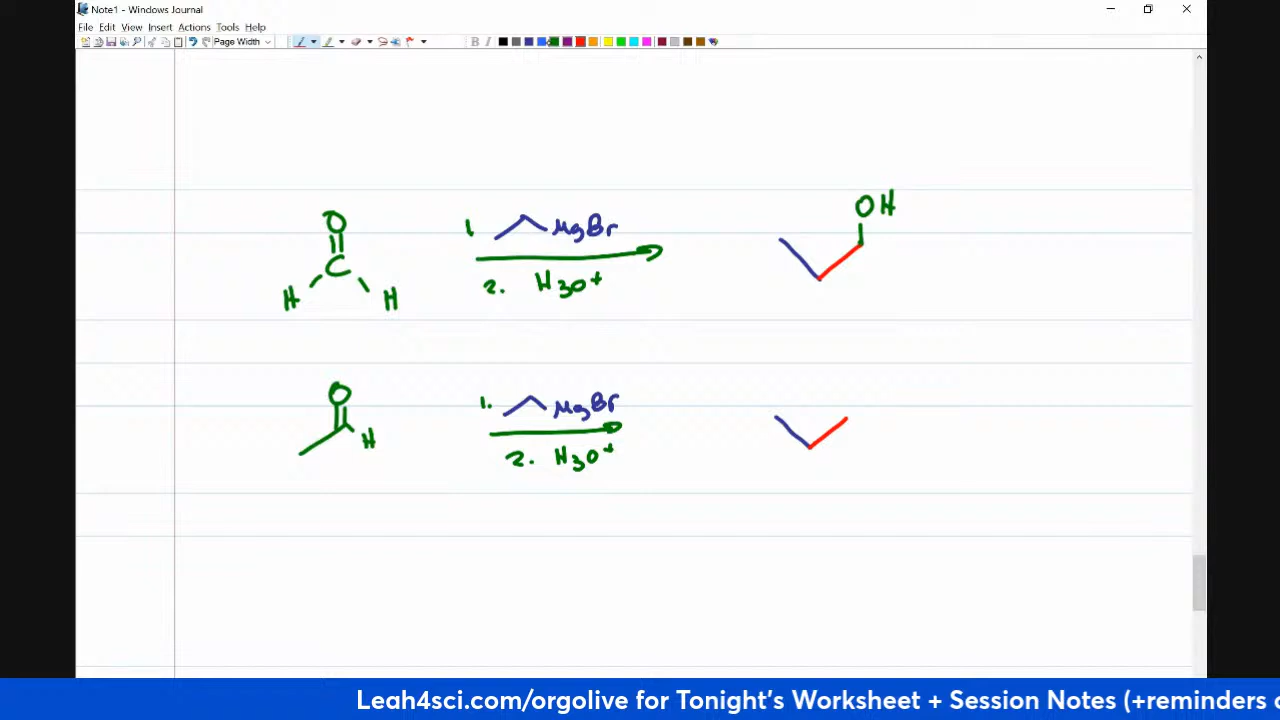 Note1 - Windows Journal
File Edit View Insert Actions Tools Help
Page Width
B I
O
C
H H
1. MgBr
2. H3O+
OH
O
H
1. MgBr
2. H3O+
Leah4sci.com/orgolive for Tonight's Worksheet + Session Notes (+reminders